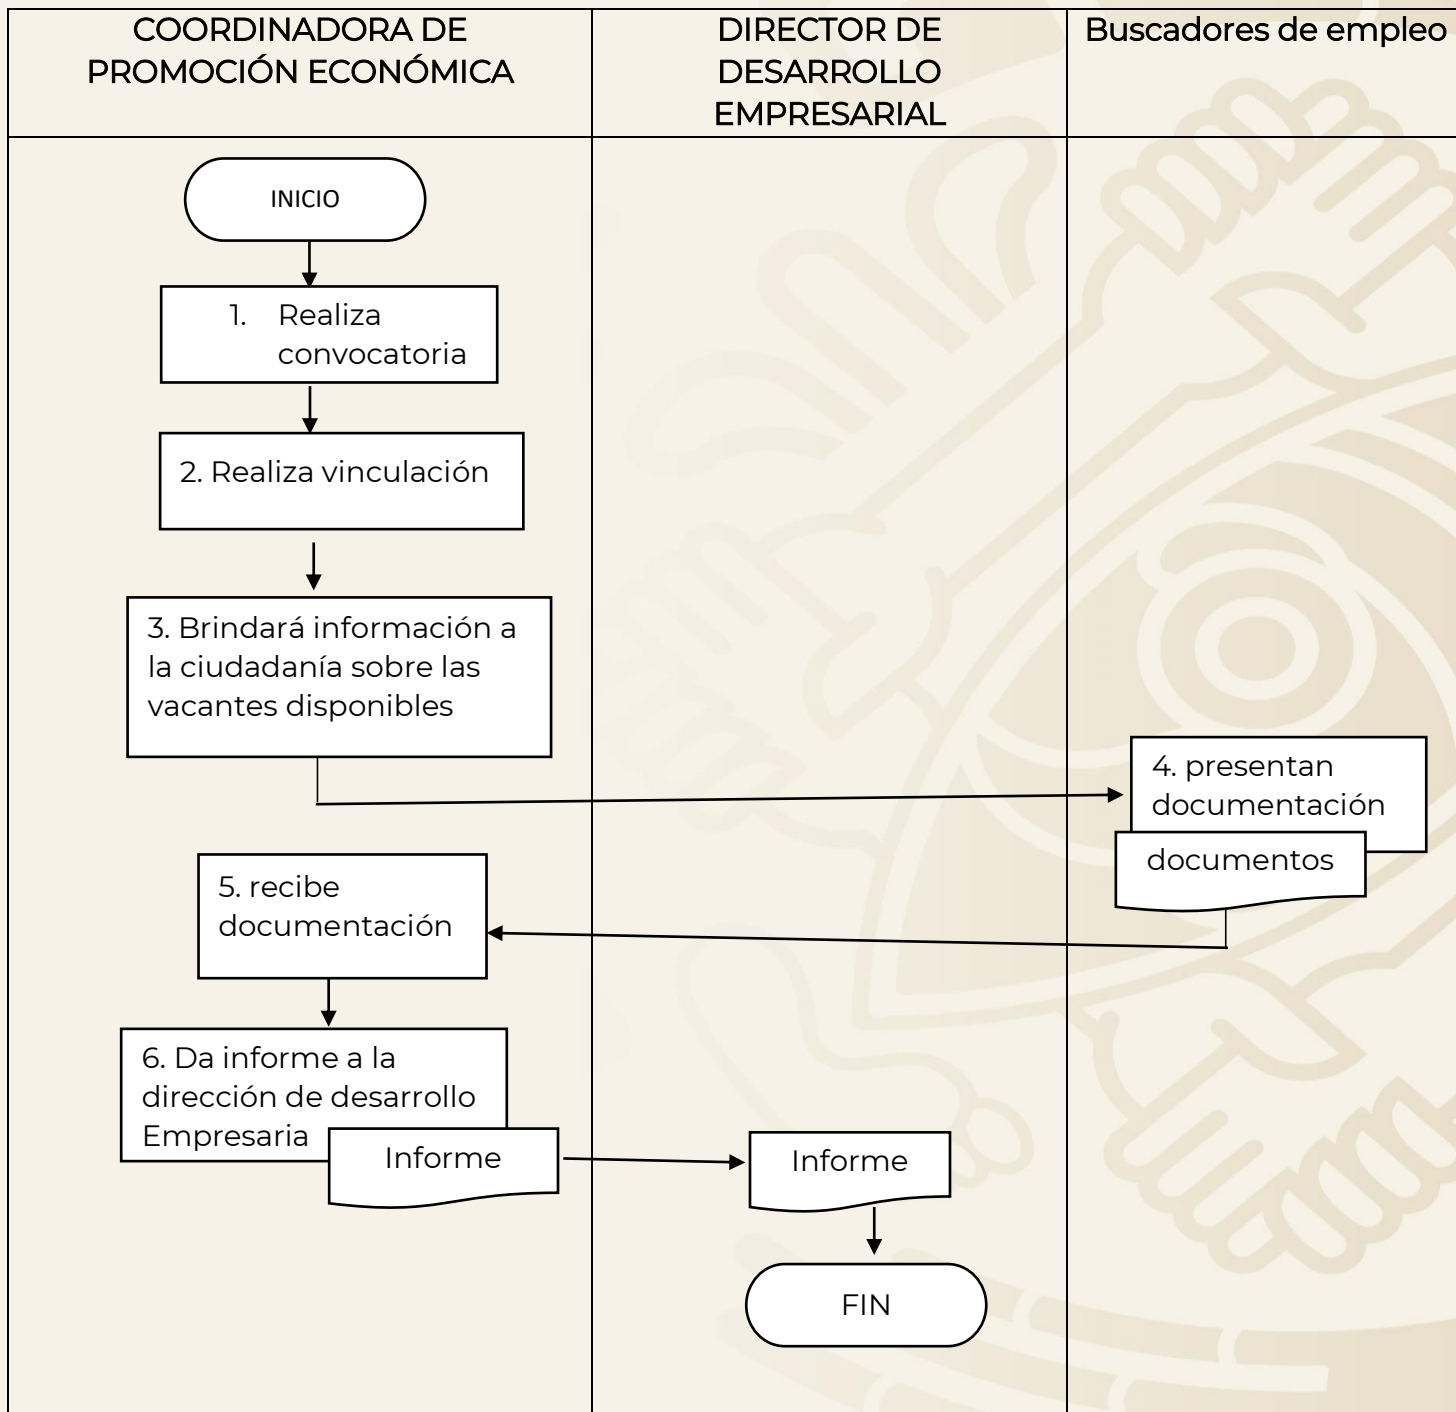 COORDINADORA DE
PROMOCIÓN ECONÓMICA
DIRECTOR DE
DESARROLLO
EMPRESARIAL
Buscadores de empleo
INICIO
1. Realiza
convocatoria
2. Realiza vinculación
3. Brindará información a
la ciudadanía sobre las
vacantes disponibles
4. presentan
documentación
documentos
5. recibe
documentación
6. Da informe a la
dirección de desarrollo
Empresaria
Informe
Informe
FIN